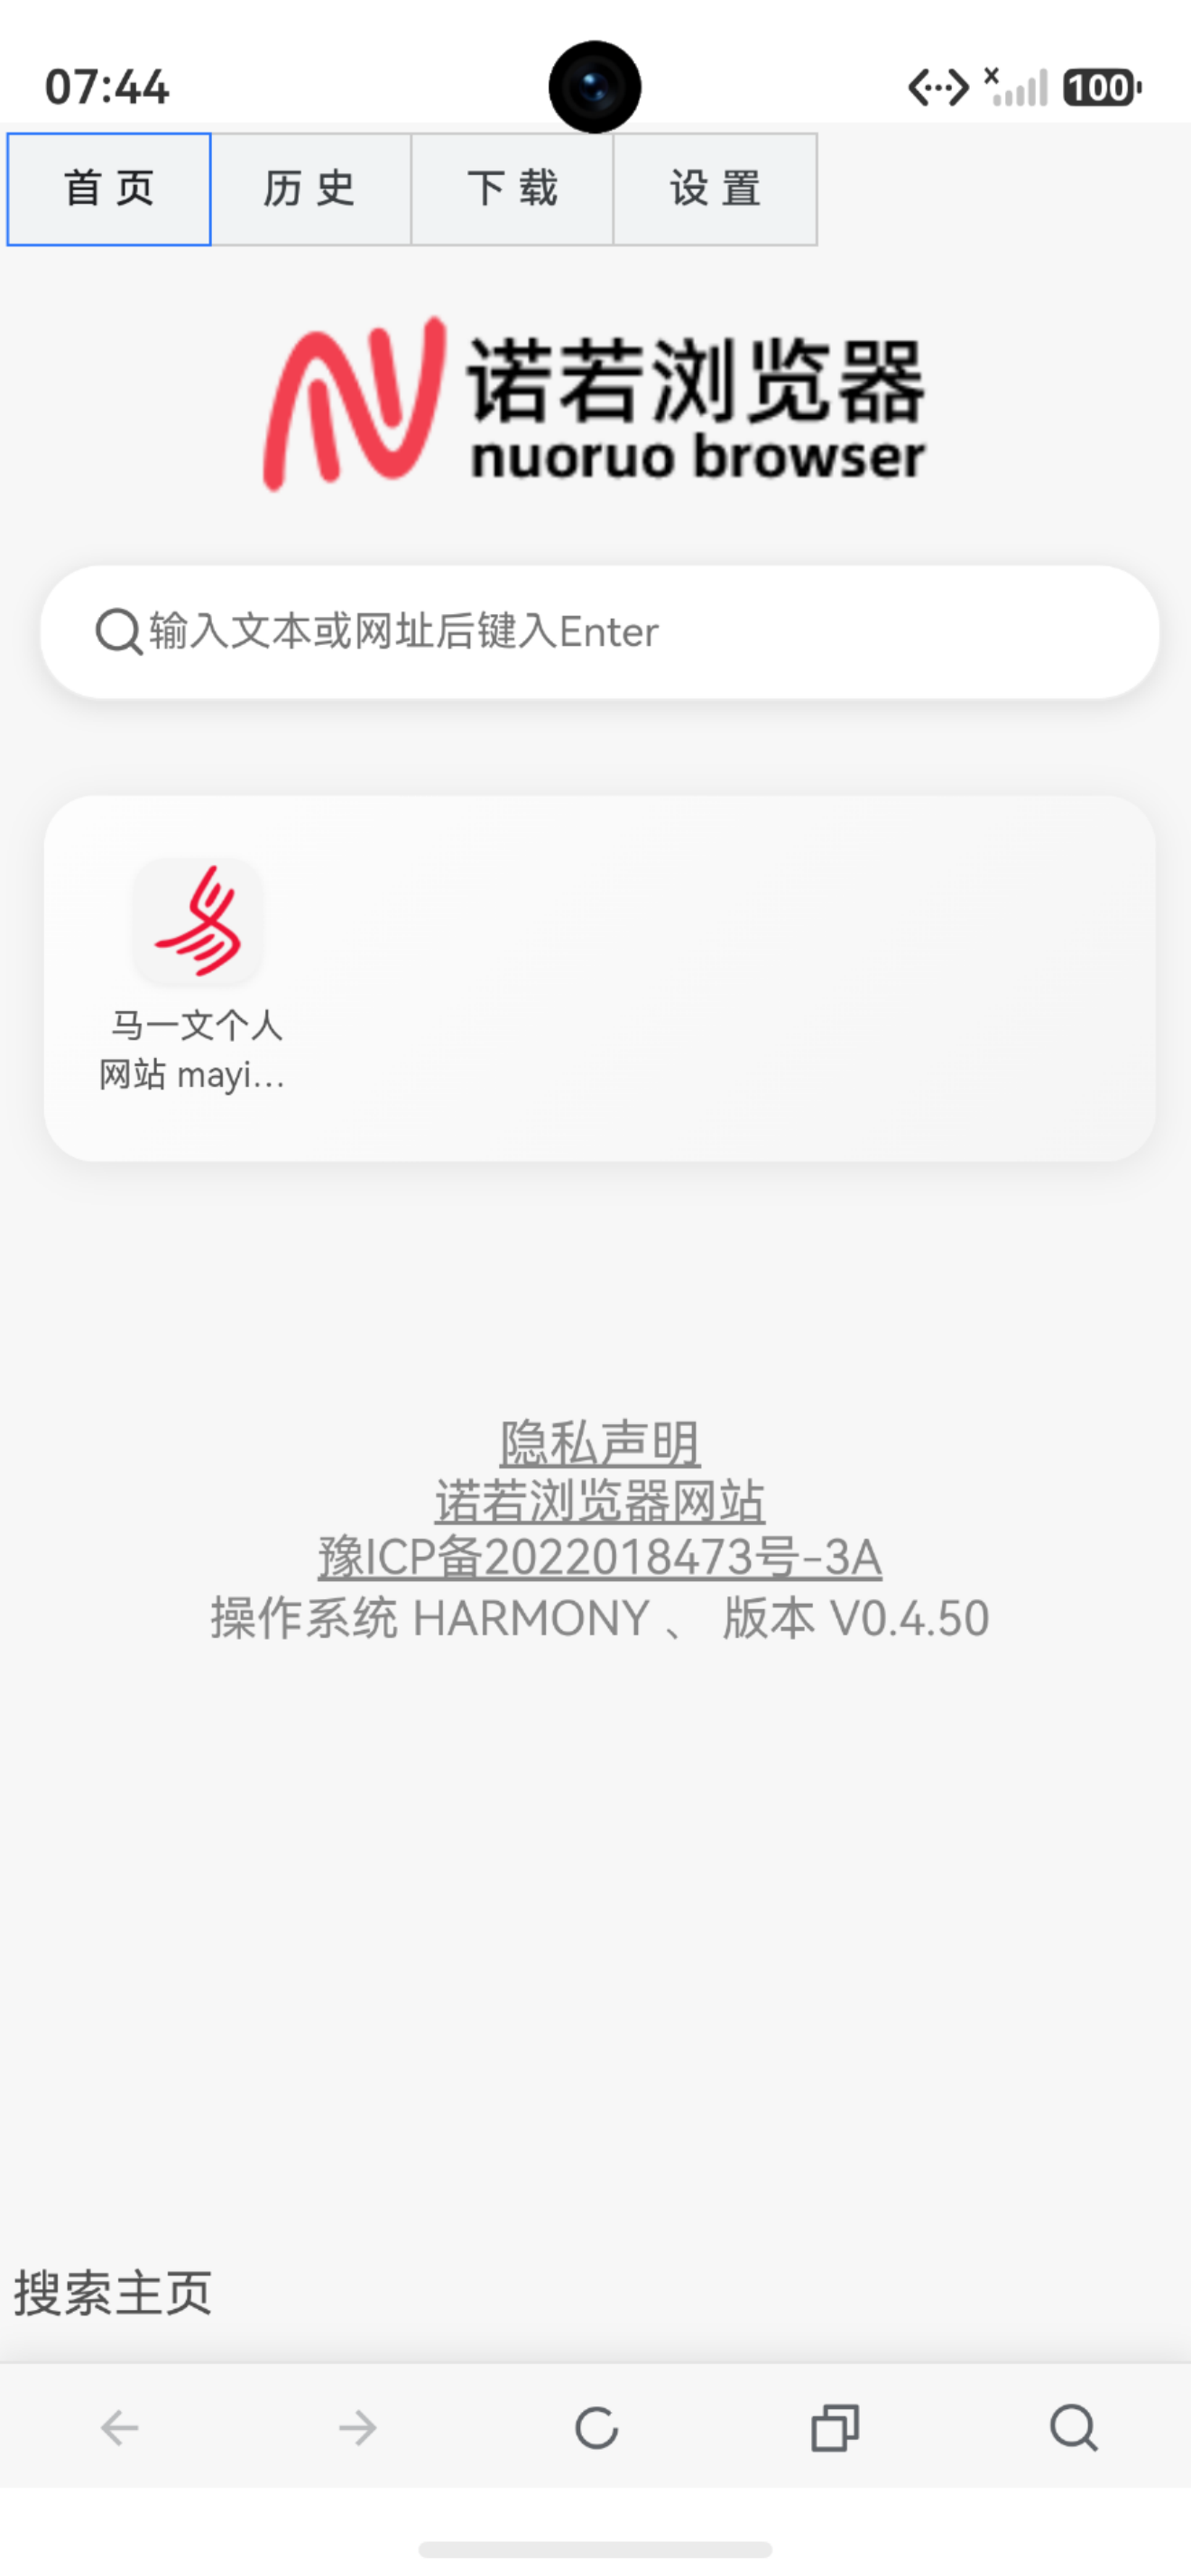 07:44
100
首页
历史
下载
设置
诺若浏览器
nuoruo browser
输入文本或网址后键入Enter
马一文个人
网站 mayi...
隐私声明
诺若浏览器网站
豫ICP备2022018473号-3A
操作系统 HARMONY 、 版本 V0.4.50
搜索主页